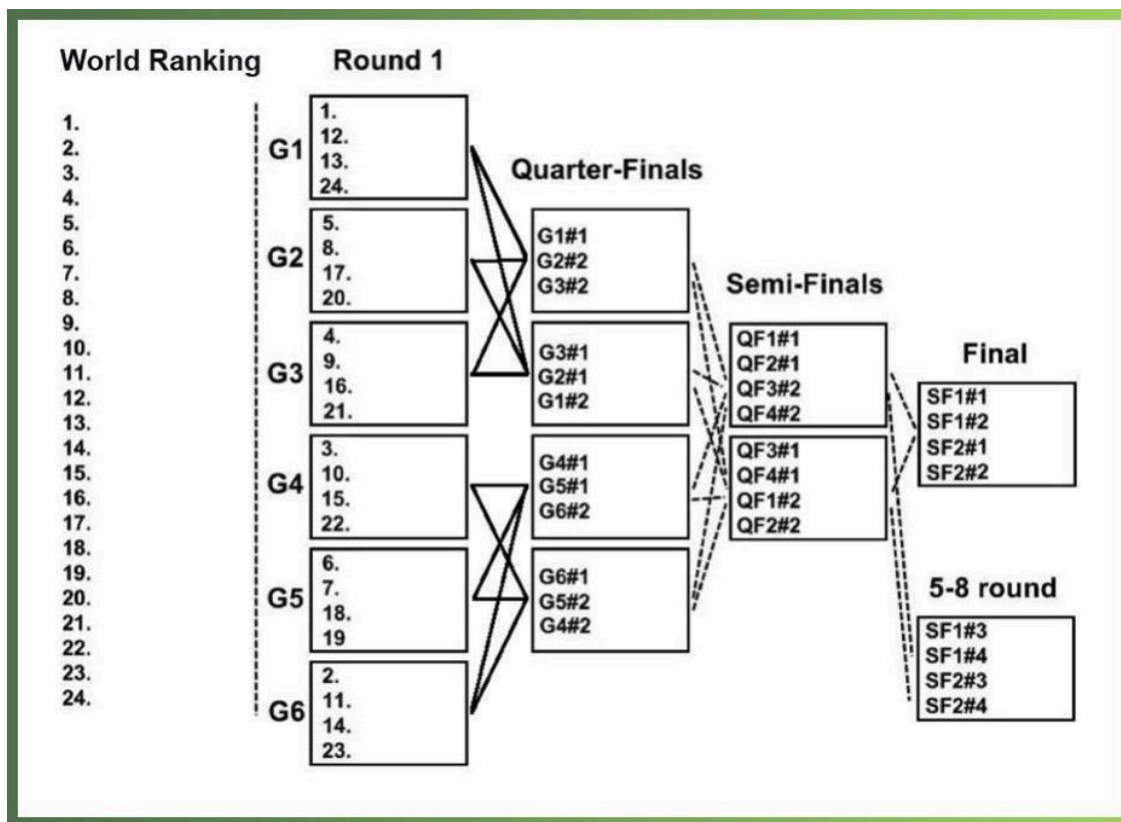 World Ranking
1.
2.
3.
4.
5.
6.
7.
8.
9.
10.
11.
12.
13.
14.
15.
16.
17.
18.
19.
20.
21.
22.
23.
24.
Round 1
G1
1.
12.
13.
24.
G2
5.
8.
17.
20.
G3
4.
9.
16.
21.
G4
3.
10.
15.
22.
G5
6.
7.
18.
19
G6
2.
11.
14.
23.
Quarter-Finals
G1#1
G2#2
G3#2
G3#1
G2#1
G1#2
G4#1
G5#1
G6#2
G6#1
G5#2
G4#2
Semi-Finals
QF1#1
QF2#1
QF3#2
QF4#2
QF3#1
QF4#1
QF1#2
QF2#2
Final
SF1#1
SF1#2
SF2#1
SF2#2
5-8 round
SF1#3
SF1#4
SF2#3
SF2#4